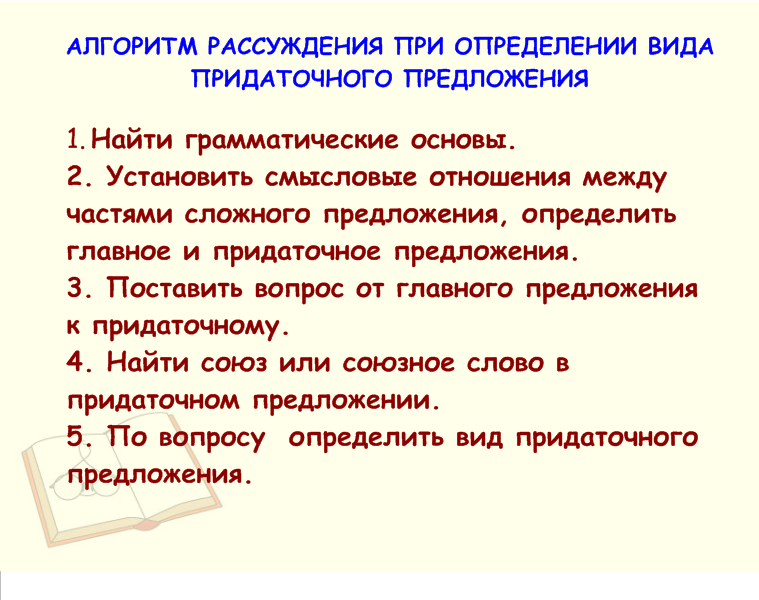 АЛГОРИТМ РАССУЖДЕНИЯ ПРИ ОПРЕДЕЛЕНИИ ВИДА
ПРИДАТОЧНОГО ПРЕДЛОЖЕНИЯ
1. Найти грамматические основы.
2. Установить смысловые отношения между
частями сложного предложения, определить
главное и придаточное предложения.
3. Поставить вопрос от главного предложения
к придаточному.
4. Найти союз или союзное слово в
придаточном предложении.
5. По вопросу определить вид придаточного
предложения.